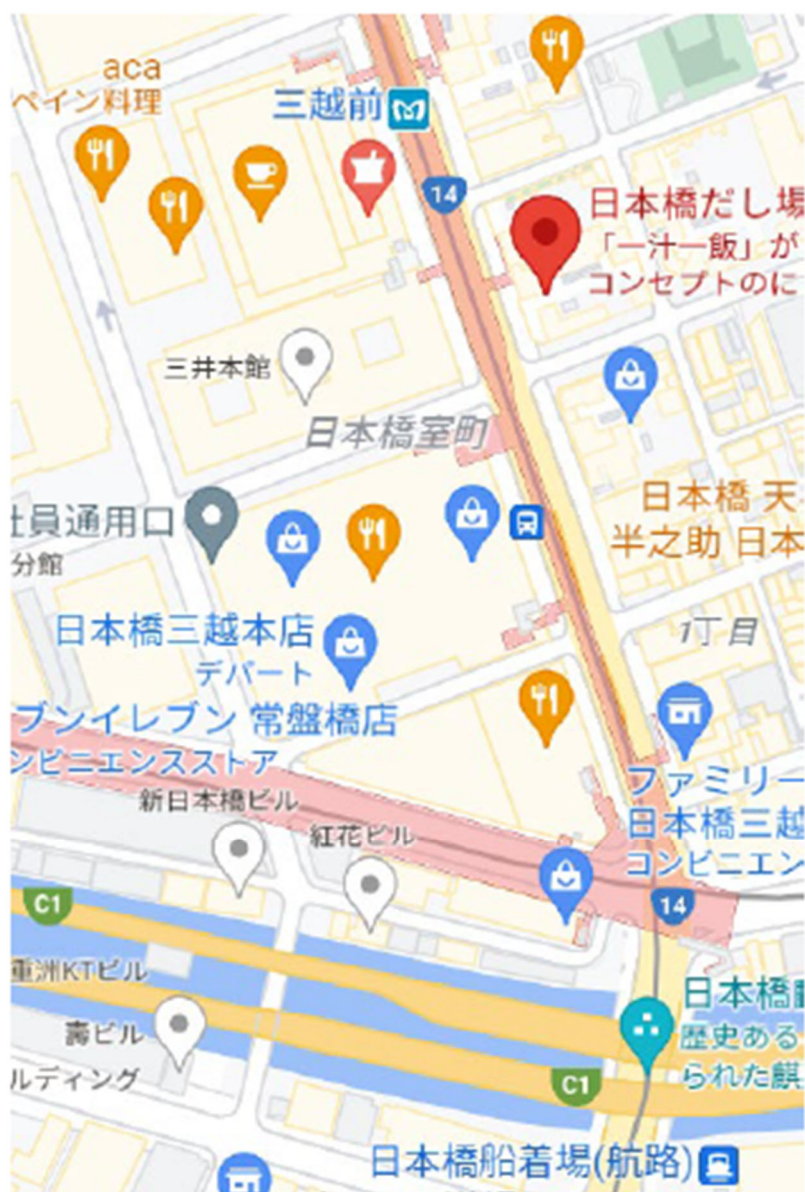 aca
ペイン料理
三越前
14
日本橋だし場
「一汁一飯」が
コンセプトのに
三井本館
日本橋室町
社員通用口
分館
日本橋 天
半之助 日本
日本橋三越本店
デパート
1丁目
ブンイレブン 常盤橋店
ンビニエンスストア
新日本橋ビル
紅花ビル
ファミリー
日本橋三越
コンビニエン
C1
14
重洲KTビル
日本橋
歴史ある
られた麒
壽ビル
ルディング
C1
日本橋船着場(航路)